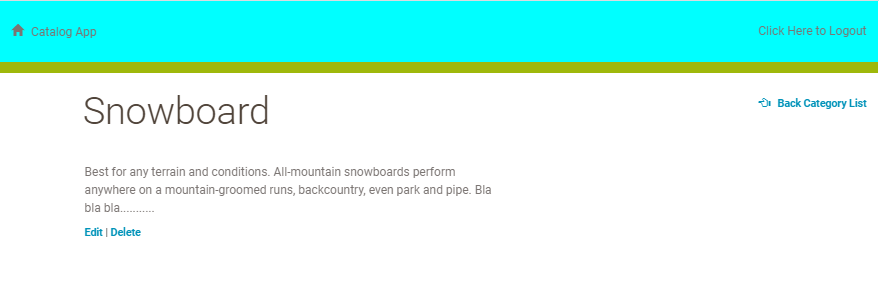 Catalog App
Click Here to Logout
Snowboard
Back Category List
Best for any terrain and conditions. All-mountain snowboards perform
anywhere on a mountain-groomed runs, backcountry, even park and pipe. Bla
bla bla...........
Edit | Delete